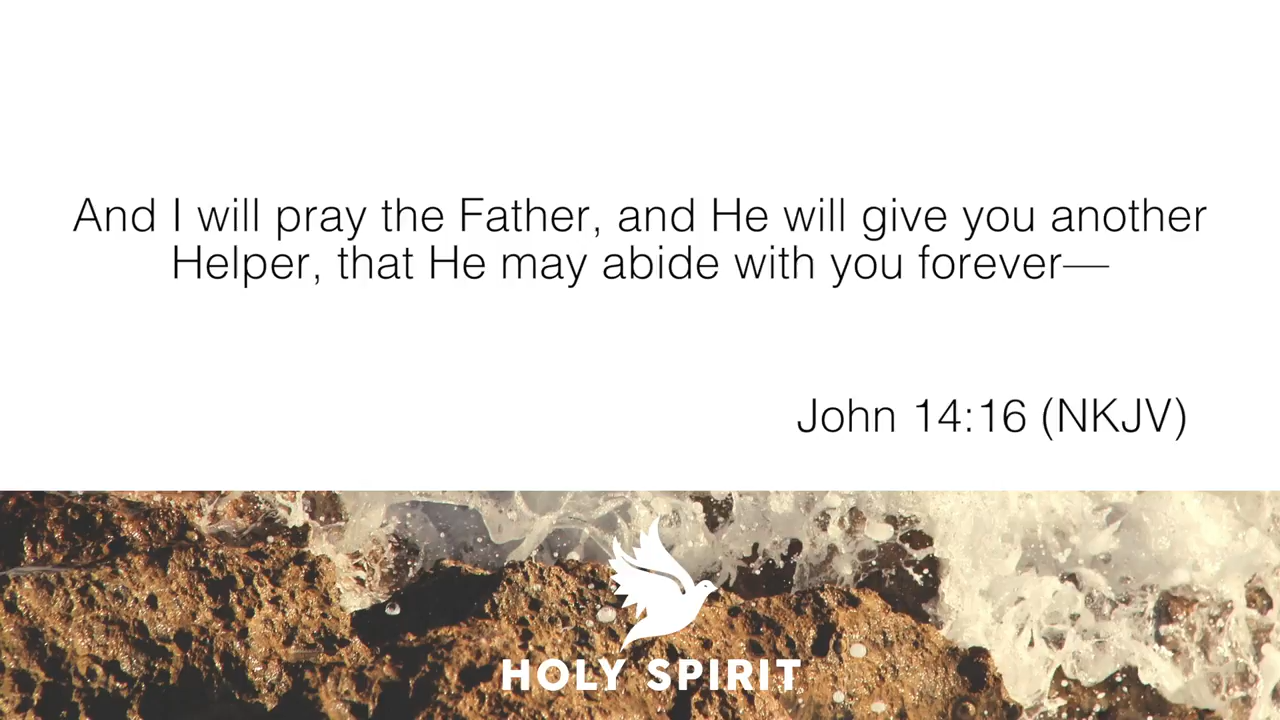 And I will pray the Father, and He will give you another
Helper, that He may abide with you forever—
John 14:16 (NKJV)
HOLY SPIRIT